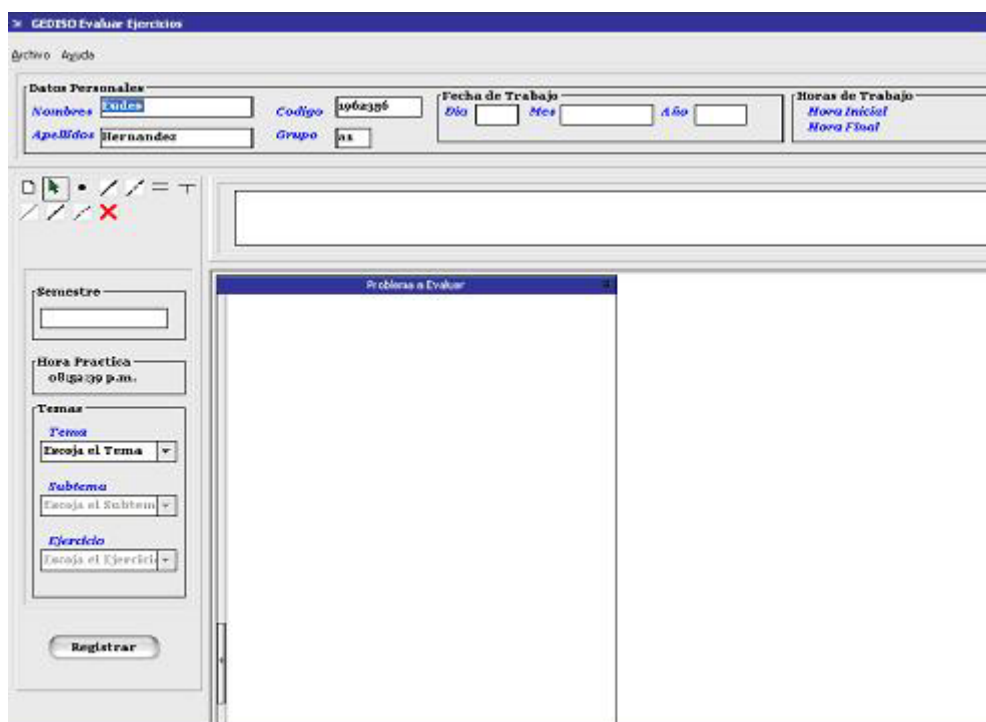 GEDISO Evaluar Ejercicios
Archivo Ayuda
Datos Personales
Nombres Eudes
Apellidos Hernandez
Codigo 1962356
Grupo a1
Fecha de Trabajo
Dia Mes Año
Horas de Trabajo
Hora Inicial
Hora Final
Problema a Evaluar
Semestre
Hora Practica
08:52:39 p.m.
Temas
Tema
Escoja el Tema
Subtema
Escoja el Subtem
Ejercicio
Escoja el Ejercici
Registrar